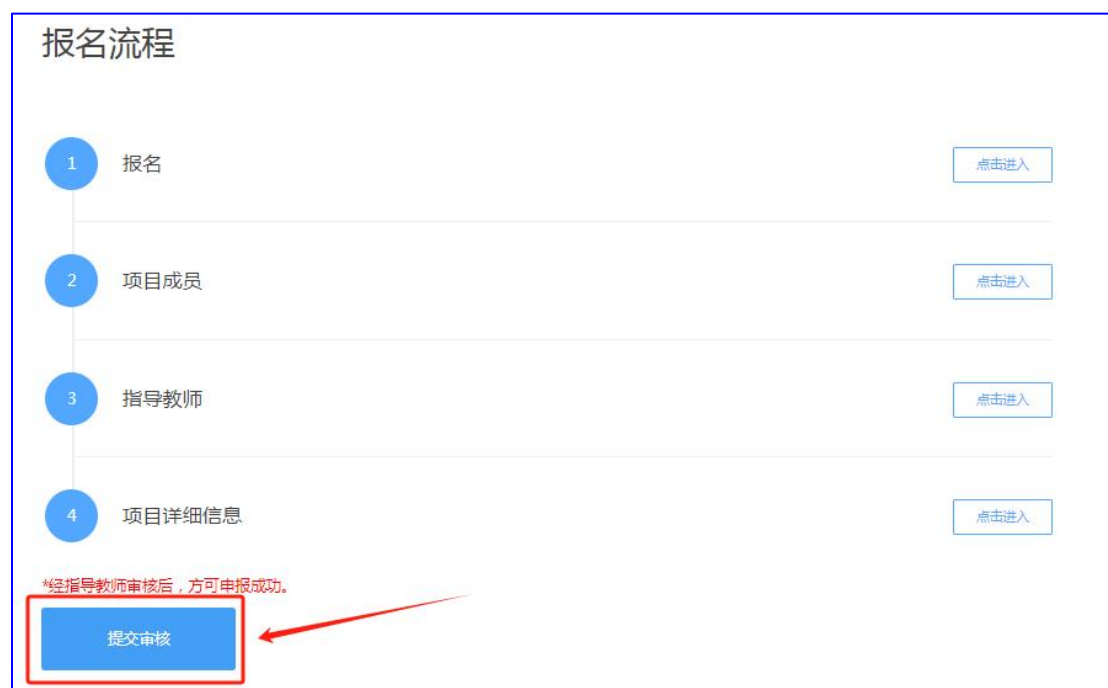 报名流程
1 报名 点击进入
2 项目成员 点击进入
3 指导教师 点击进入
4 项目详细信息 点击进入
*经指导教师审核后，方可申报成功。
提交审核